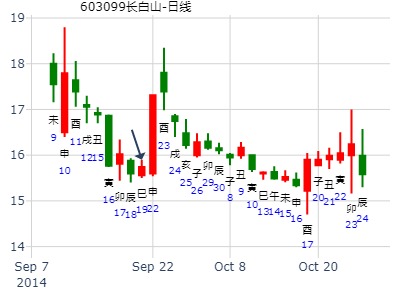 603099长白山-日线
19
18
17
16
15
14
未
9
申
10
酉
11
戌
12
丑
15
寅
16
卯
17
辰
18
巳
19
申
22
酉
23
戌
24
亥
25
子
26
卯
29
辰
30
子
8
丑
9
寅
10
巳
13
午
14
未
15
申
16
酉
17
子
20
丑
21
寅
22
卯
23
辰
24
Sep 7
Sep 22
Oct 8
Oct 20
2014